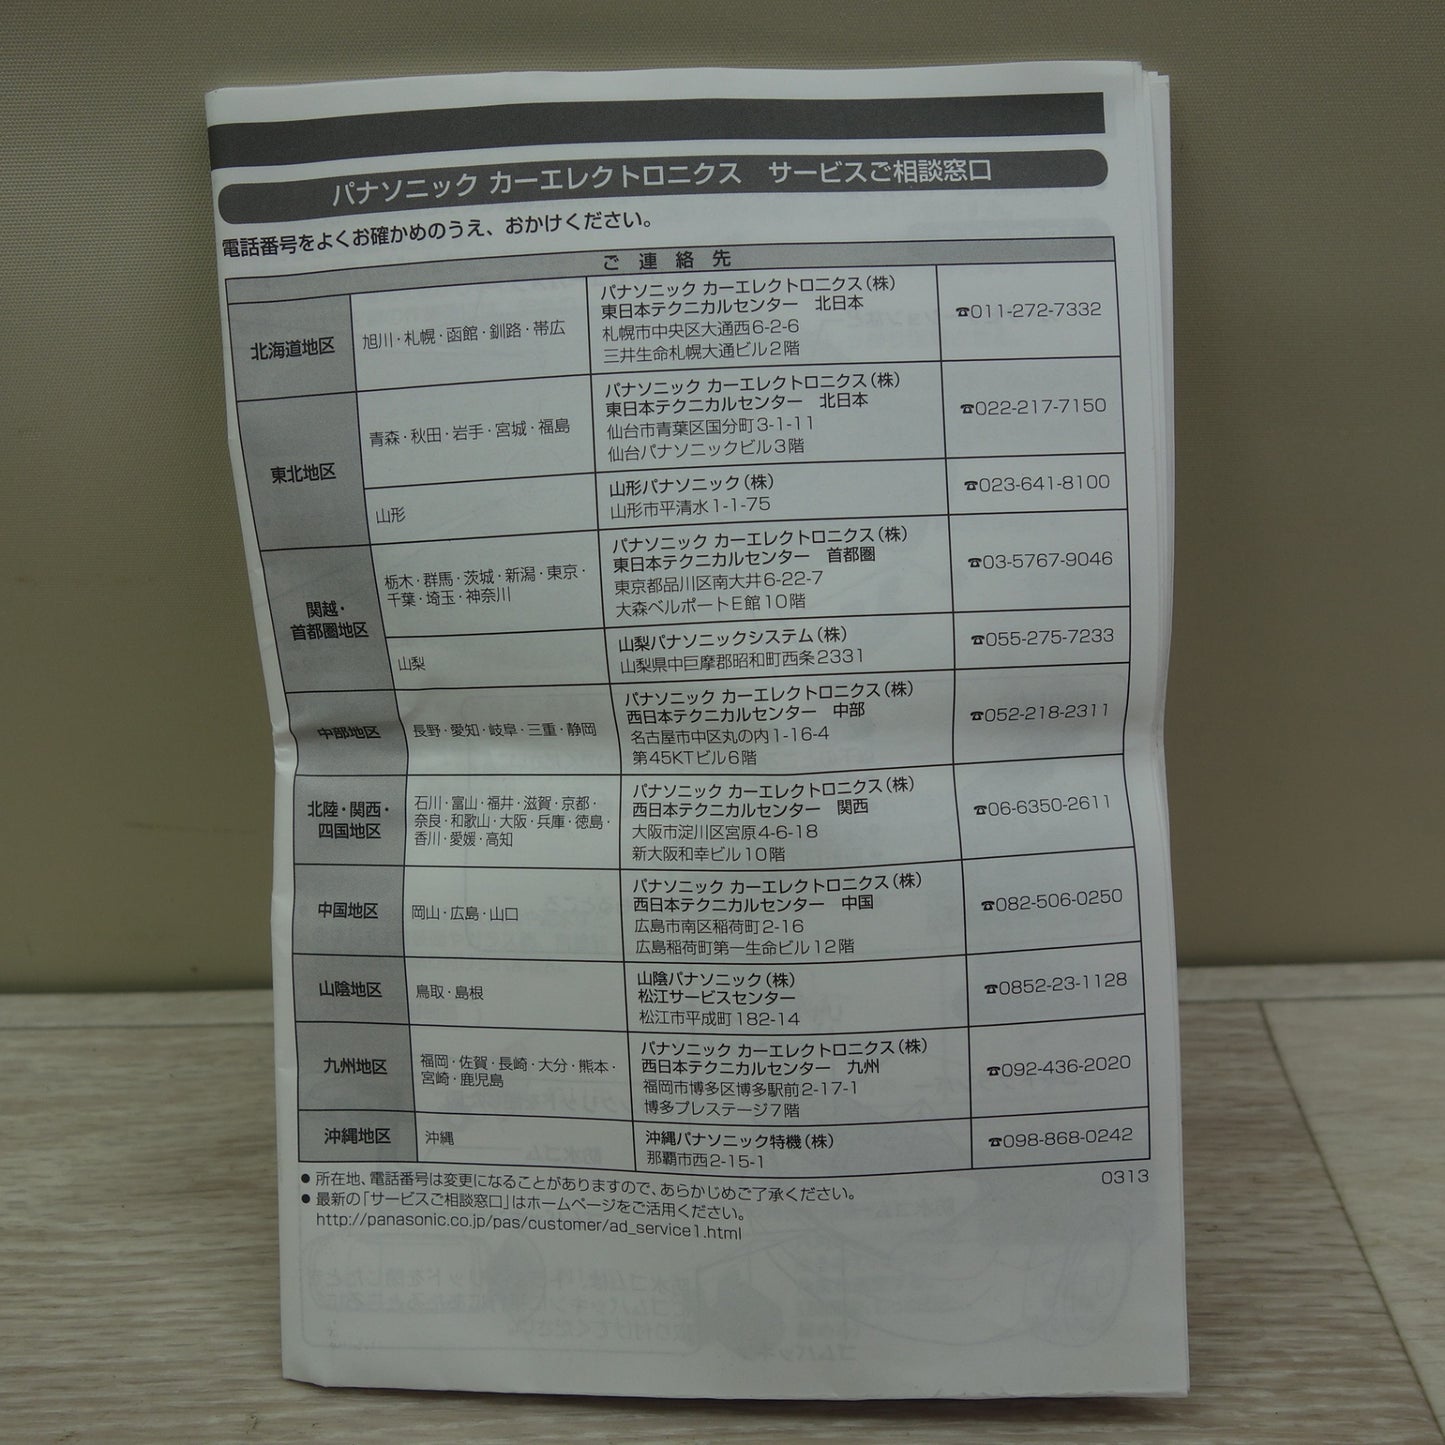 パナソニック カーエレクトロニクス サービスご相談窓口
電話番号をよくお確かめのうえ、おかけください。
ご連絡先
北海道地区
旭川・札幌・函館・釧路・帯広
パナソニック カーエレクトロニクス(株)
東日本テクニカルセンター 北日本
札幌市中央区大通西6-2-6
三井生命札幌大通ビル2階
☎011-272-7332
東北地区
青森・秋田・岩手・宮城・福島
パナソニック カーエレクトロニクス(株)
東日本テクニカルセンター 北日本
仙台市青葉区国分町3-1-11
仙台パナソニックビル3階
☎022-217-7150
山形
山形パナソニック(株)
山形市平清水1-1-75
☎023-641-8100
関越・
首都圏地区
栃木・群馬・茨城・新潟・東京・
千葉・埼玉・神奈川
パナソニック カーエレクトロニクス(株)
東日本テクニカルセンター 首都圏
東京都品川区南大井6-22-7
大森ベルポートE館10階
☎03-5767-9046
山梨
山梨パナソニックシステム(株)
山梨県中巨摩郡昭和町西条2331
☎055-275-7233
中部地区
長野・愛知・岐阜・三重・静岡
パナソニック カーエレクトロニクス(株)
西日本テクニカルセンター 中部
名古屋市中区丸の内1-16-4
第45KTビル6階
☎052-218-2311
北陸・関西・
四国地区
石川・富山・福井・滋賀・京都・
奈良・和歌山・大阪・兵庫・徳島・
香川・愛媛・高知
パナソニック カーエレクトロニクス(株)
西日本テクニカルセンター 関西
大阪市淀川区宮原4-6-18
新大阪和幸ビル10階
☎06-6350-2611
中国地区
岡山・広島・山口
パナソニック カーエレクトロニクス(株)
西日本テクニカルセンター 中国
広島市南区稲荷町2-16
広島稲荷町第一生命ビル12階
☎082-506-0250
山陰地区
鳥取・島根
山陰パナソニック(株)
松江サービスセンター
松江市平成町182-14
☎0852-23-1128
九州地区
福岡・佐賀・長崎・大分・熊本・
宮崎・鹿児島
パナソニック カーエレクトロニクス(株)
西日本テクニカルセンター 九州
福岡市博多区博多駅前2-17-1
博多プレステージ7階
☎092-436-2020
沖縄地区
沖縄
沖縄パナソニック特機(株)
那覇市西2-15-1
☎098-868-0242
● 所在地、電話番号は変更になることがありますので、あらかじめご了承ください。
0313
● 最新の「サービスご相談窓口」はホームページをご活用ください。
http://panasonic.co.jp/pas/customer/ad_service1.html